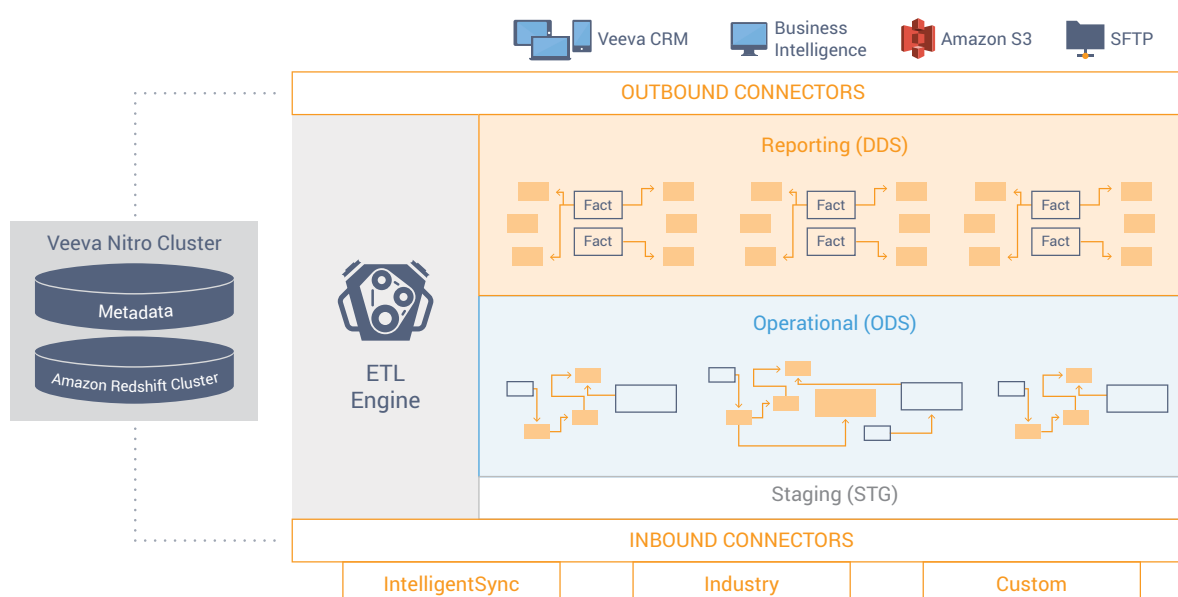 Veeva CRM
Business
Intelligence
Amazon S3
SFTP
OUTBOUND CONNECTORS
Reporting (DDS)
Fact
Fact
Fact
Fact
Fact
Fact
Veeva Nitro Cluster
Metadata
Amazon Redshift Cluster
ETL
Engine
Operational (ODS)
Staging (STG)
INBOUND CONNECTORS
IntelligentSync
Industry
Custom